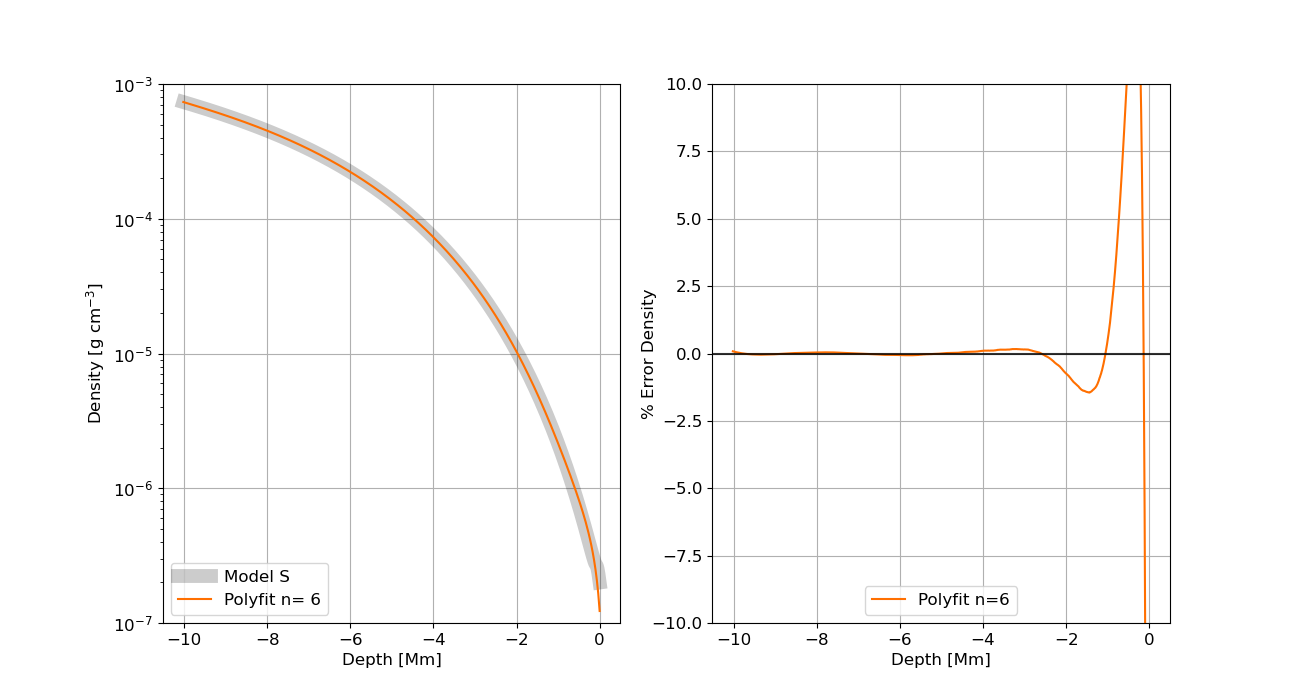 10⁻³
10⁻⁴
10⁻⁵
10⁻⁶
10⁻⁷
Density [g cm⁻³]
Model S
Polyfit n= 6
−10 −8 −6 −4 −2 0
Depth [Mm]
10.0
7.5
5.0
2.5
0.0
−2.5
−5.0
−7.5
−10.0
% Error Density
Polyfit n=6
−10 −8 −6 −4 −2 0
Depth [Mm]